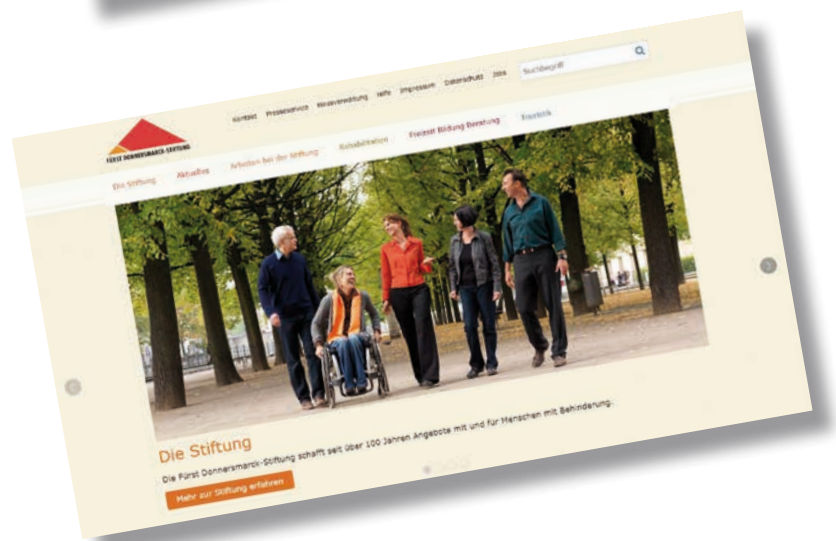 Kontakt Presseservice Hausvermietung Hilfe Impressum Datenschutz Jobs Suchbegriff
FÜRST DONNERSMARCK-STIFTUNG
Die Stiftung Aktuelles Arbeiten bei der Stiftung Rehabilitation Freizeit Bildung Beratung Touristik
Die Stiftung
Die Fürst Donnersmarck-Stiftung schafft seit über 100 Jahren Angebote mit und für Menschen mit Behinderung.
Mehr zur Stiftung erfahren